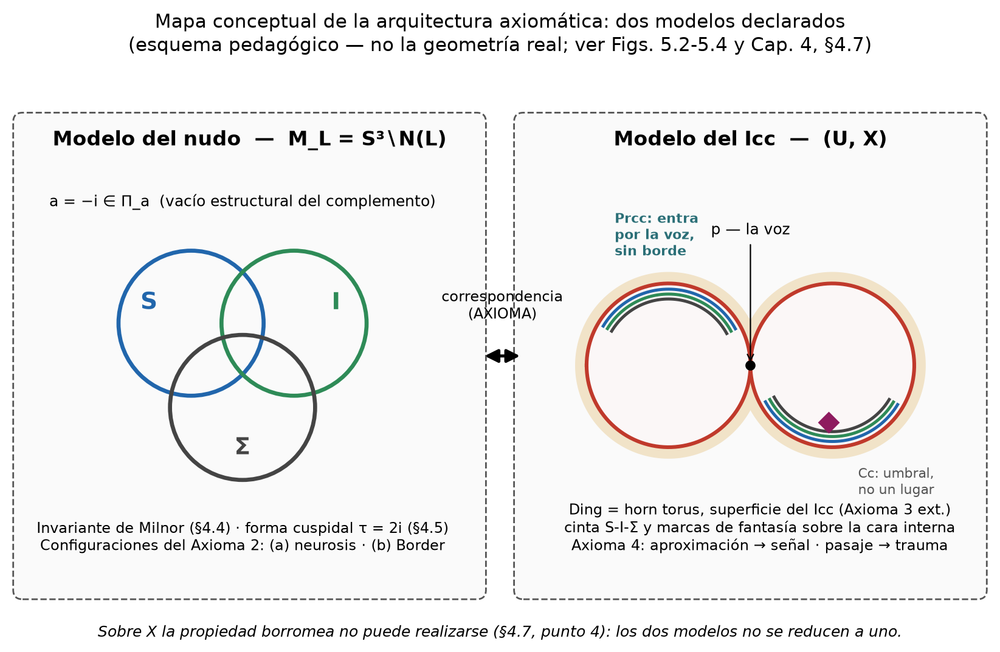 Mapa conceptual de la arquitectura axiomática: dos modelos declarados
(esquema pedagógico — no la geometría real; ver Figs. 5.2-5.4 y Cap. 4, §4.7)
Modelo del nudo — M_L = S³∖N(L)
a = −i ∈ Π_a (vacío estructural del complemento)
S
I
Σ
Invariante de Milnor (§4.4) · forma cuspidal τ = 2i (§4.5)
Configuraciones del Axioma 2: (a) neurosis · (b) Border
correspondencia
(AXIOMA)
Modelo del Icc — (U, X)
Prcc: entra
por la voz,
sin borde
p — la voz
Cc: umbral,
no un lugar
Ding = horn torus, superficie del Icc (Axioma 3 ext.)
cinta S-I-Σ y marcas de fantasía sobre la cara interna
Axioma 4: aproximación → señal · pasaje → trauma
Sobre X la propiedad borromea no puede realizarse (§4.7, punto 4): los dos modelos no se reducen a uno.